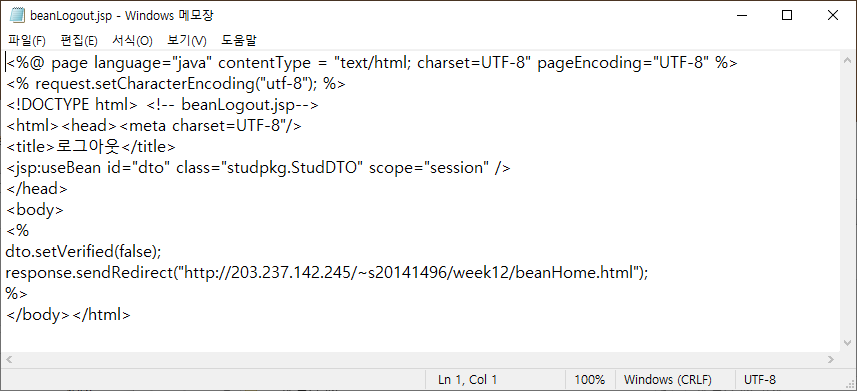 beanLogout.jsp - Windows 메모장
파일(F) 편집(E) 서식(O) 보기(V) 도움말
<%@ page language="java" contentType = "text/html; charset=UTF-8" pageEncoding="UTF-8" %>
<% request.setCharacterEncoding("utf-8"); %>
<!DOCTYPE html> <!-- beanLogout.jsp-->
<html><head><meta charset=UTF-8"/>
<title>로그아웃</title>
<jsp:useBean id="dto" class="studpkg.StudDTO" scope="session" />
</head>
<body>
<%
dto.setVerified(false);
response.sendRedirect("http://203.237.142.245/~s20141496/week12/beanHome.html");
%>
</body></html>
Ln 1, Col 1 100% Windows (CRLF) UTF-8